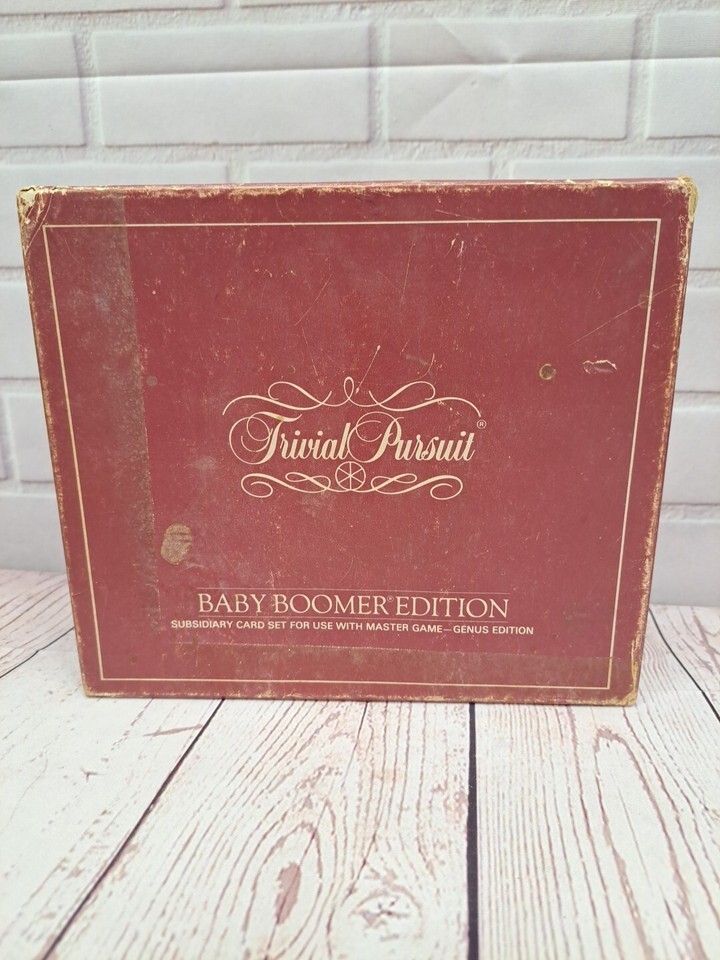 Trivial Pursuit®
BABY BOOMER® EDITION
SUBSIDIARY CARD SET FOR USE WITH MASTER GAME—GENUS EDITION